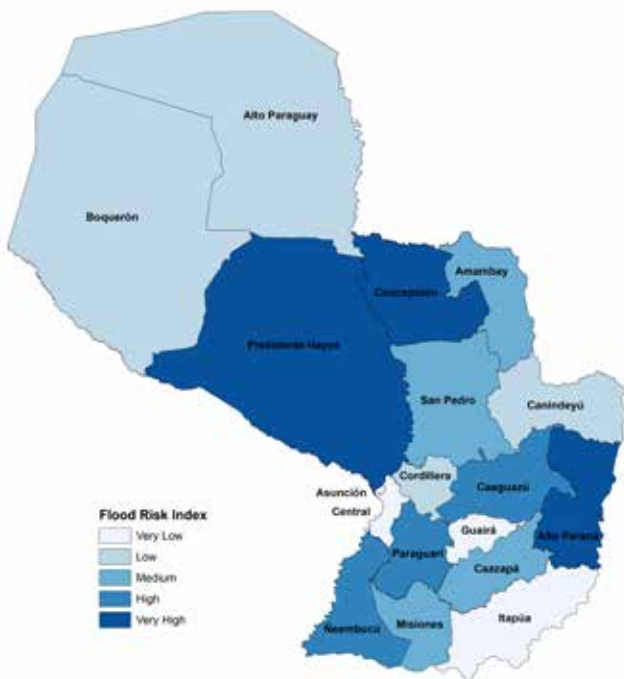 Alto Paraguay
Boquerón
Concepción
Amambay
Presidente Hayes
San Pedro
Canindeyú
Cordillera
Caaguazú
Asunción
Central
Guairá
Alto Paraná
Paraguarí
Caazapá
Itapúa
Misiones
Ñeembucú
Flood Risk Index
Very Low
Low
Medium
High
Very High